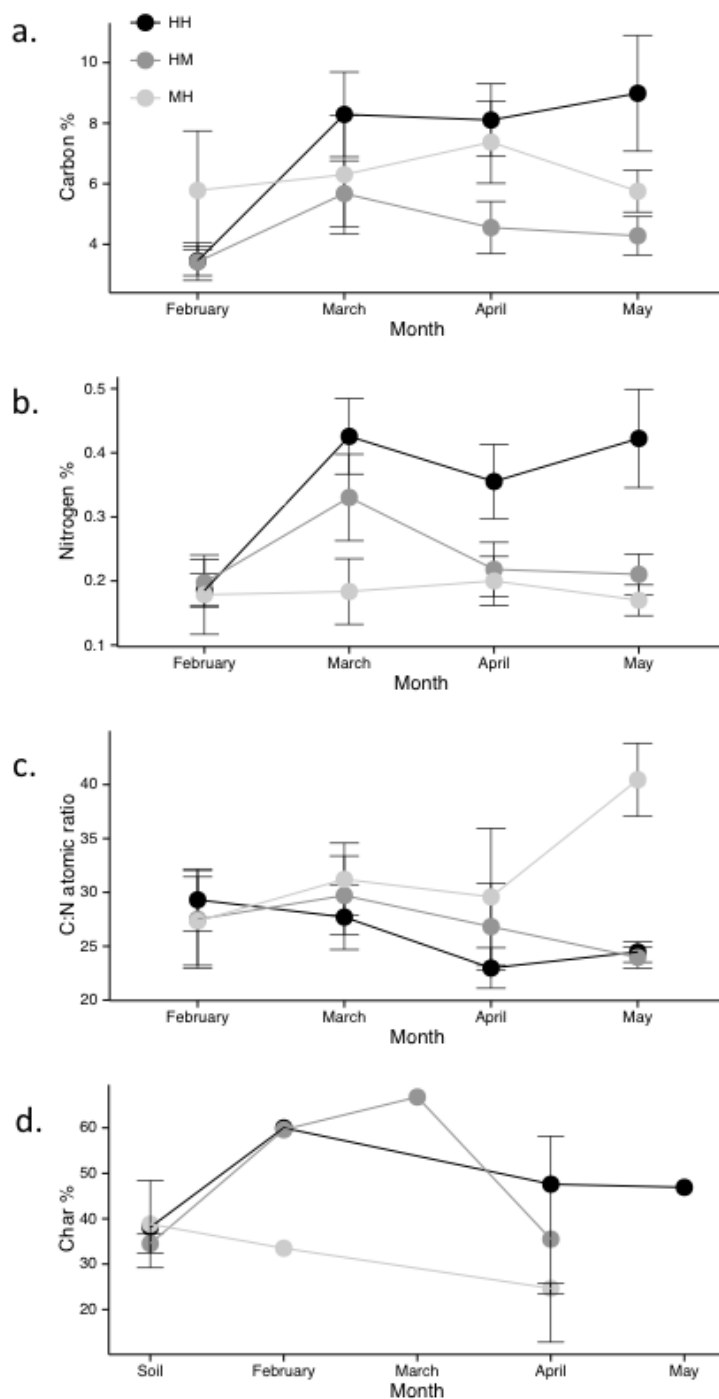 a.
HH
HM
MH
10
8
6
4
Carbon %
February March April May
Month
b.
0.5
0.4
0.3
0.2
0.1
Nitrogen %
February March April May
Month
c.
40
35
30
25
20
C:N atomic ratio
February March April May
Month
d.
60
50
40
30
20
Char %
Soil February March April May
Month